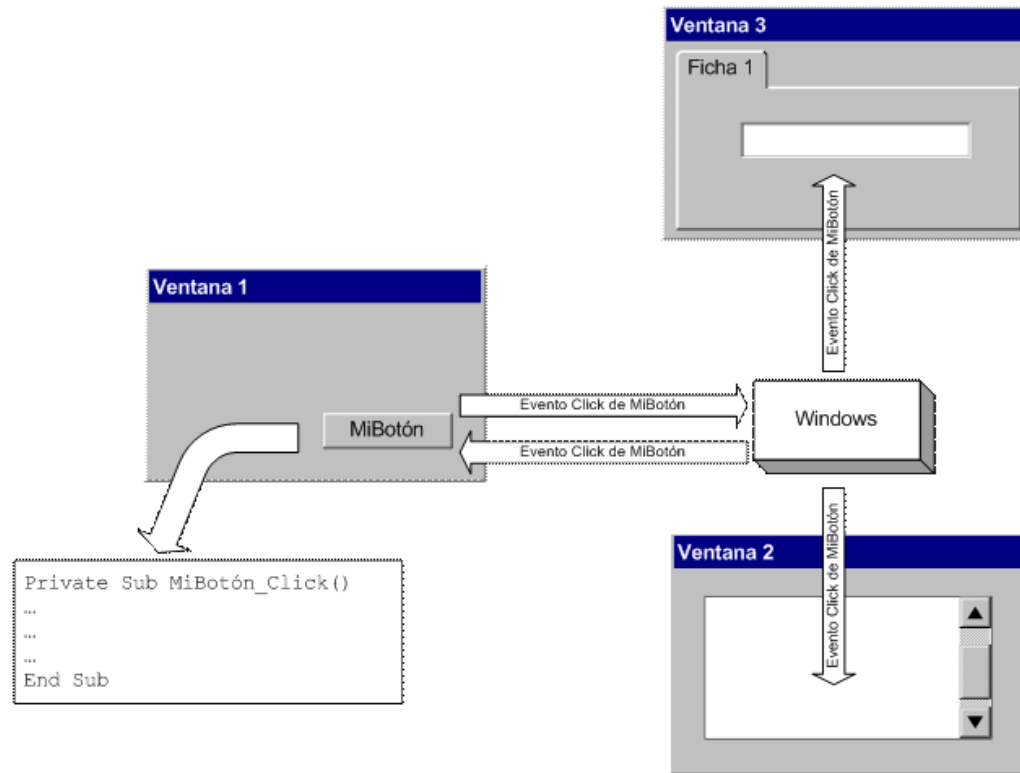 Ventana 3
Ficha 1
Evento Click de MiBotón
Ventana 1
MiBotón
Evento Click de MiBotón
Evento Click de MiBotón
Windows
Evento Click de MiBotón
Ventana 2
Private Sub MiBotón_Click()
…
…
…
End Sub